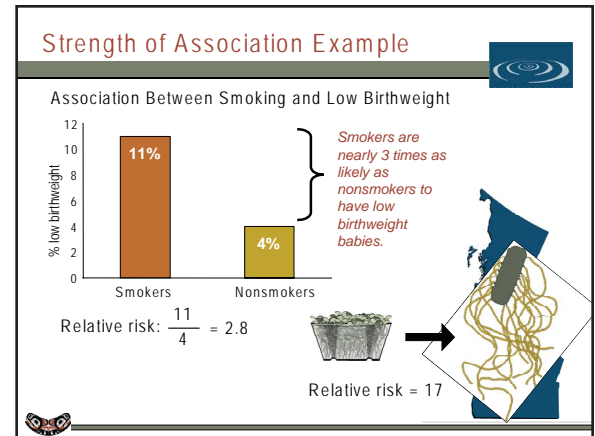 Strength of Association Example
Association Between Smoking and Low Birthweight
% low birthweight
12
10
8
6
4
2
0
11%
4%
Smokers
Nonsmokers
Smokers are
nearly 3 times as
likely as
nonsmokers to
have low
birthweight
babies.
Relative risk: 11/4 = 2.8
Relative risk = 17